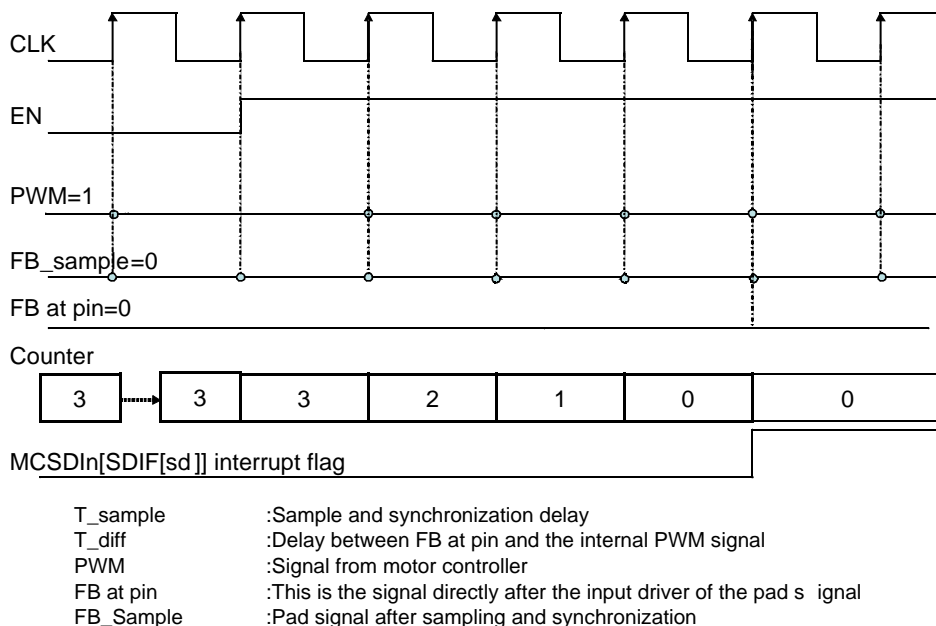 CLK
EN
PWM=1
FB_sample=0
FB at pin=0
Counter
3 3 3 2 1 0 0
MCSDIn[SDIF[sd]] interrupt flag
T_sample :Sample and synchronization delay
T_diff :Delay between FB at pin and the internal PWM signal
PWM :Signal from motor controller
FB at pin :This is the signal directly after the input driver of the pad s ignal
FB_Sample :Pad signal after sampling and synchronization